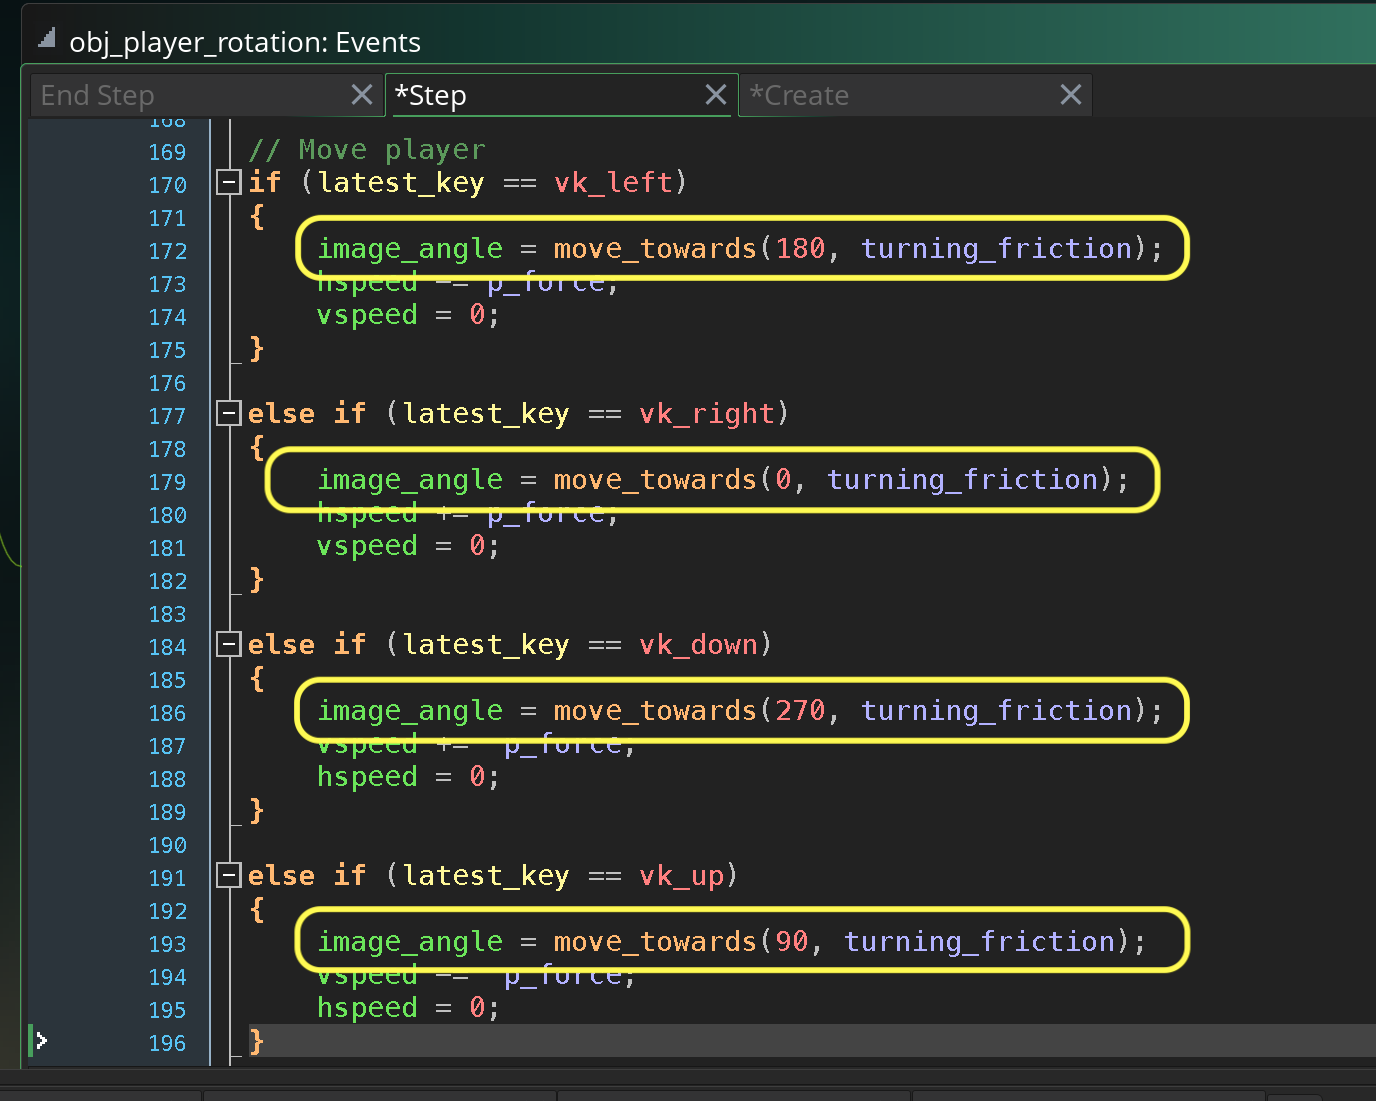 obj_player_rotation: Events
End Step *Step *Create
168
169 // Move player
170 if (latest_key == vk_left)
171 {
172 image_angle = move_towards(180, turning_friction);
173 hspeed -= p_force;
174 vspeed = 0;
175 }
176
177 else if (latest_key == vk_right)
178 {
179 image_angle = move_towards(0, turning_friction);
180 hspeed += p_force;
181 vspeed = 0;
182 }
183
184 else if (latest_key == vk_down)
185 {
186 image_angle = move_towards(270, turning_friction);
187 vspeed += p_force;
188 hspeed = 0;
189 }
190
191 else if (latest_key == vk_up)
192 {
193 image_angle = move_towards(90, turning_friction);
194 vspeed -= p_force;
195 hspeed = 0;
196 }